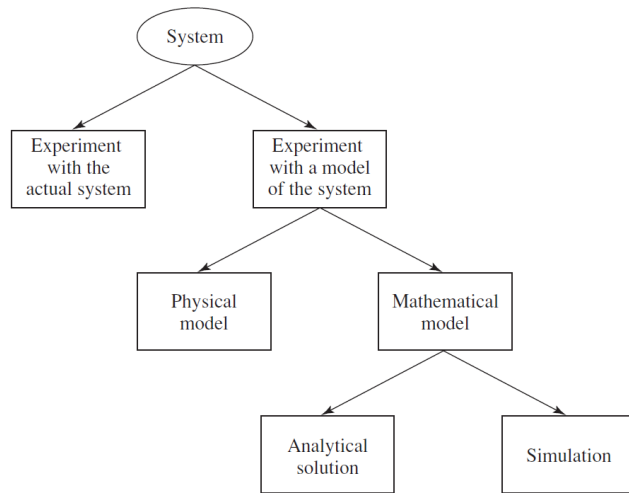 System
Experiment
with the
actual system
Experiment
with a model
of the system
Physical
model
Mathematical
model
Analytical
solution
Simulation